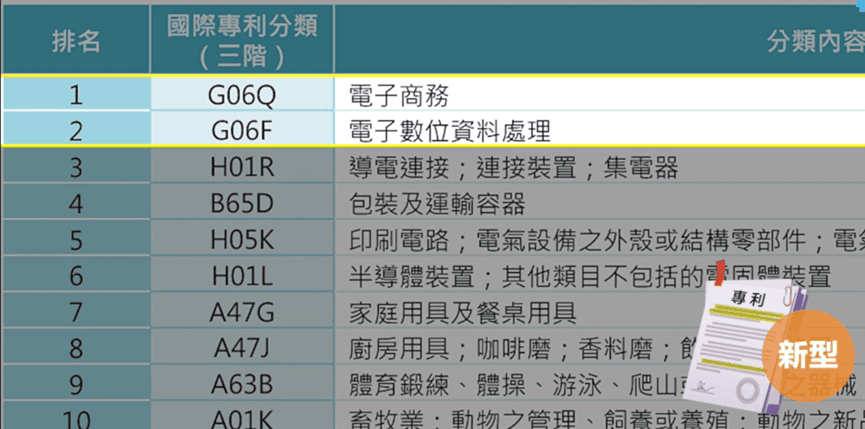 排名 國際專利分類（三階） 分類內容
1 G06Q 電子商務
2 G06F 電子數位資料處理
3 H01R 導電連接；連接裝置；集電器
4 B65D 包裝及運輸容器
5 H05K 印刷電路；電氣設備之外殼或結構零部件；電氣
6 H01L 半導體裝置；其他類目不包括的電固體裝置
7 A47G 家庭用具及餐桌用具
8 A47J 廚房用具；咖啡磨；香料磨；飲
9 A63B 體育鍛練、體操、游泳、爬山或 之器械
10 A01K 畜牧業；動物之管理、飼養或養殖；動物之新品
專利
新型